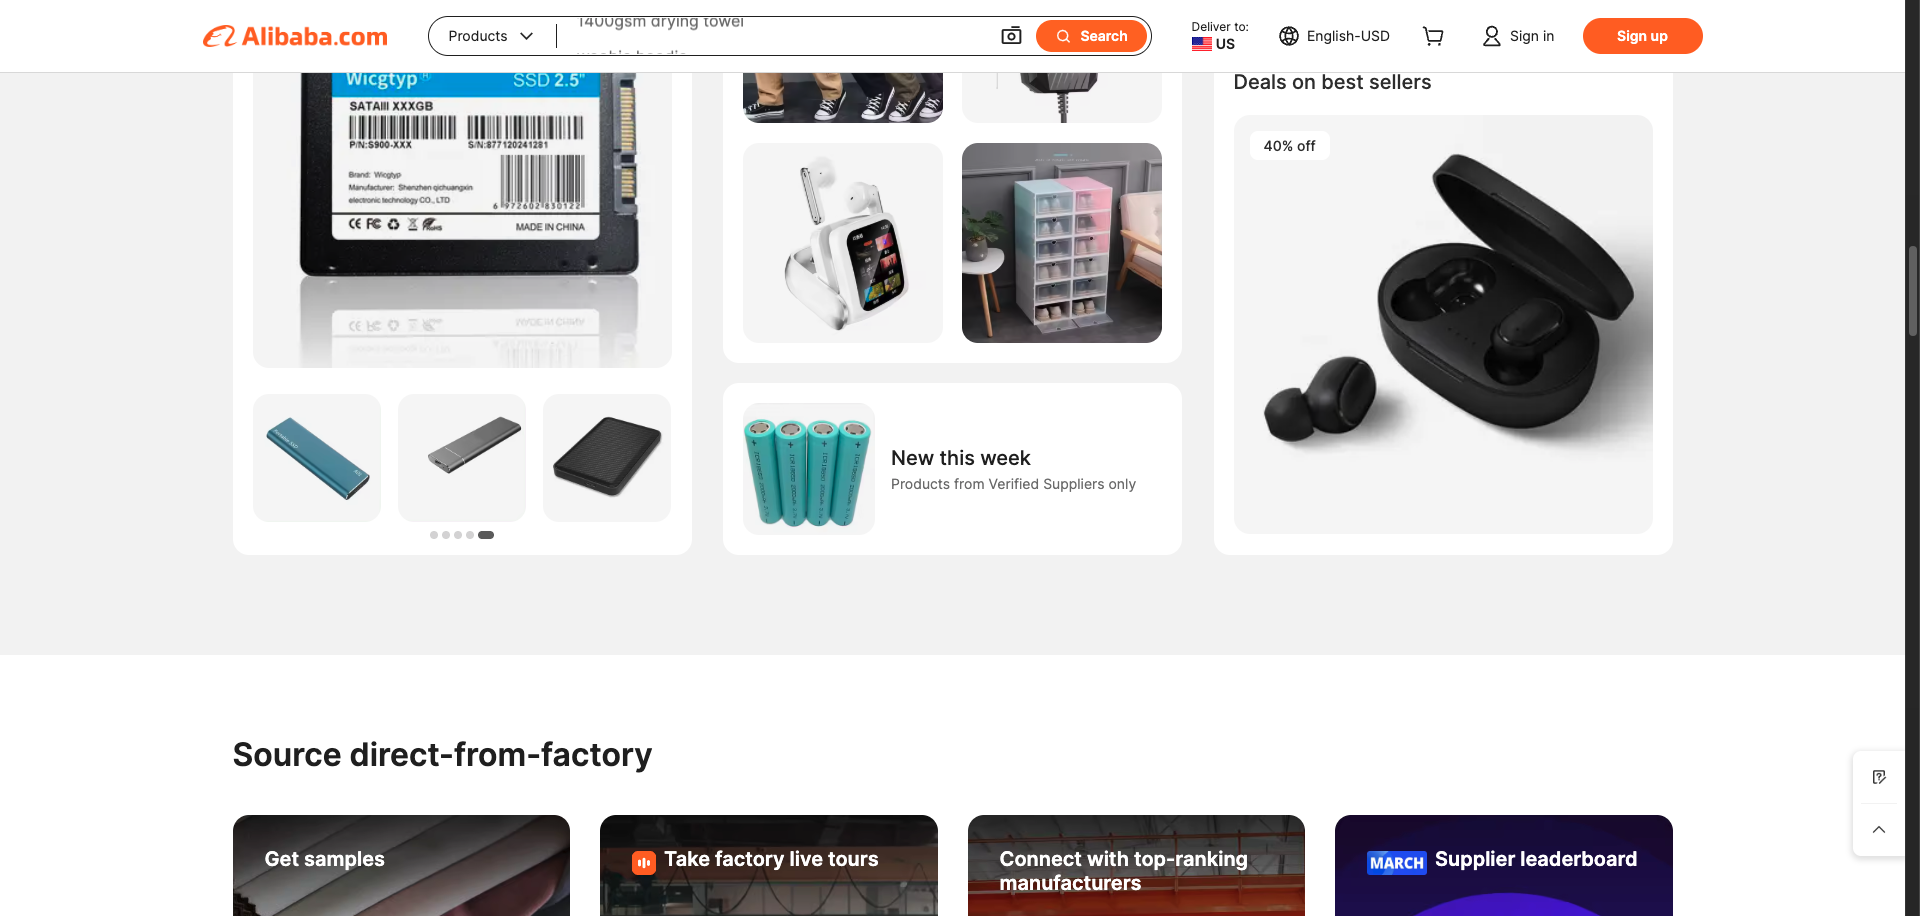 Alibaba.com
Products
1400gsm drying towel
Search
Deliver to:
US
English-USD
Sign in
Sign up
Wicgtyp
SSD 2.5"
SATAIII XXXGB
P/N:S900-XXX
S/N:877120241281
Brand: Wicgtyp
Manufacturer: Shenzhen qichuangxin
electronic technology CO., LTD
6 972602 830122
MADE IN CHINA
New this week
Products from Verified Suppliers only
Deals on best sellers
40% off
Source direct-from-factory
Get samples
Take factory live tours
Connect with top-ranking
manufacturers
MARCH
Supplier leaderboard